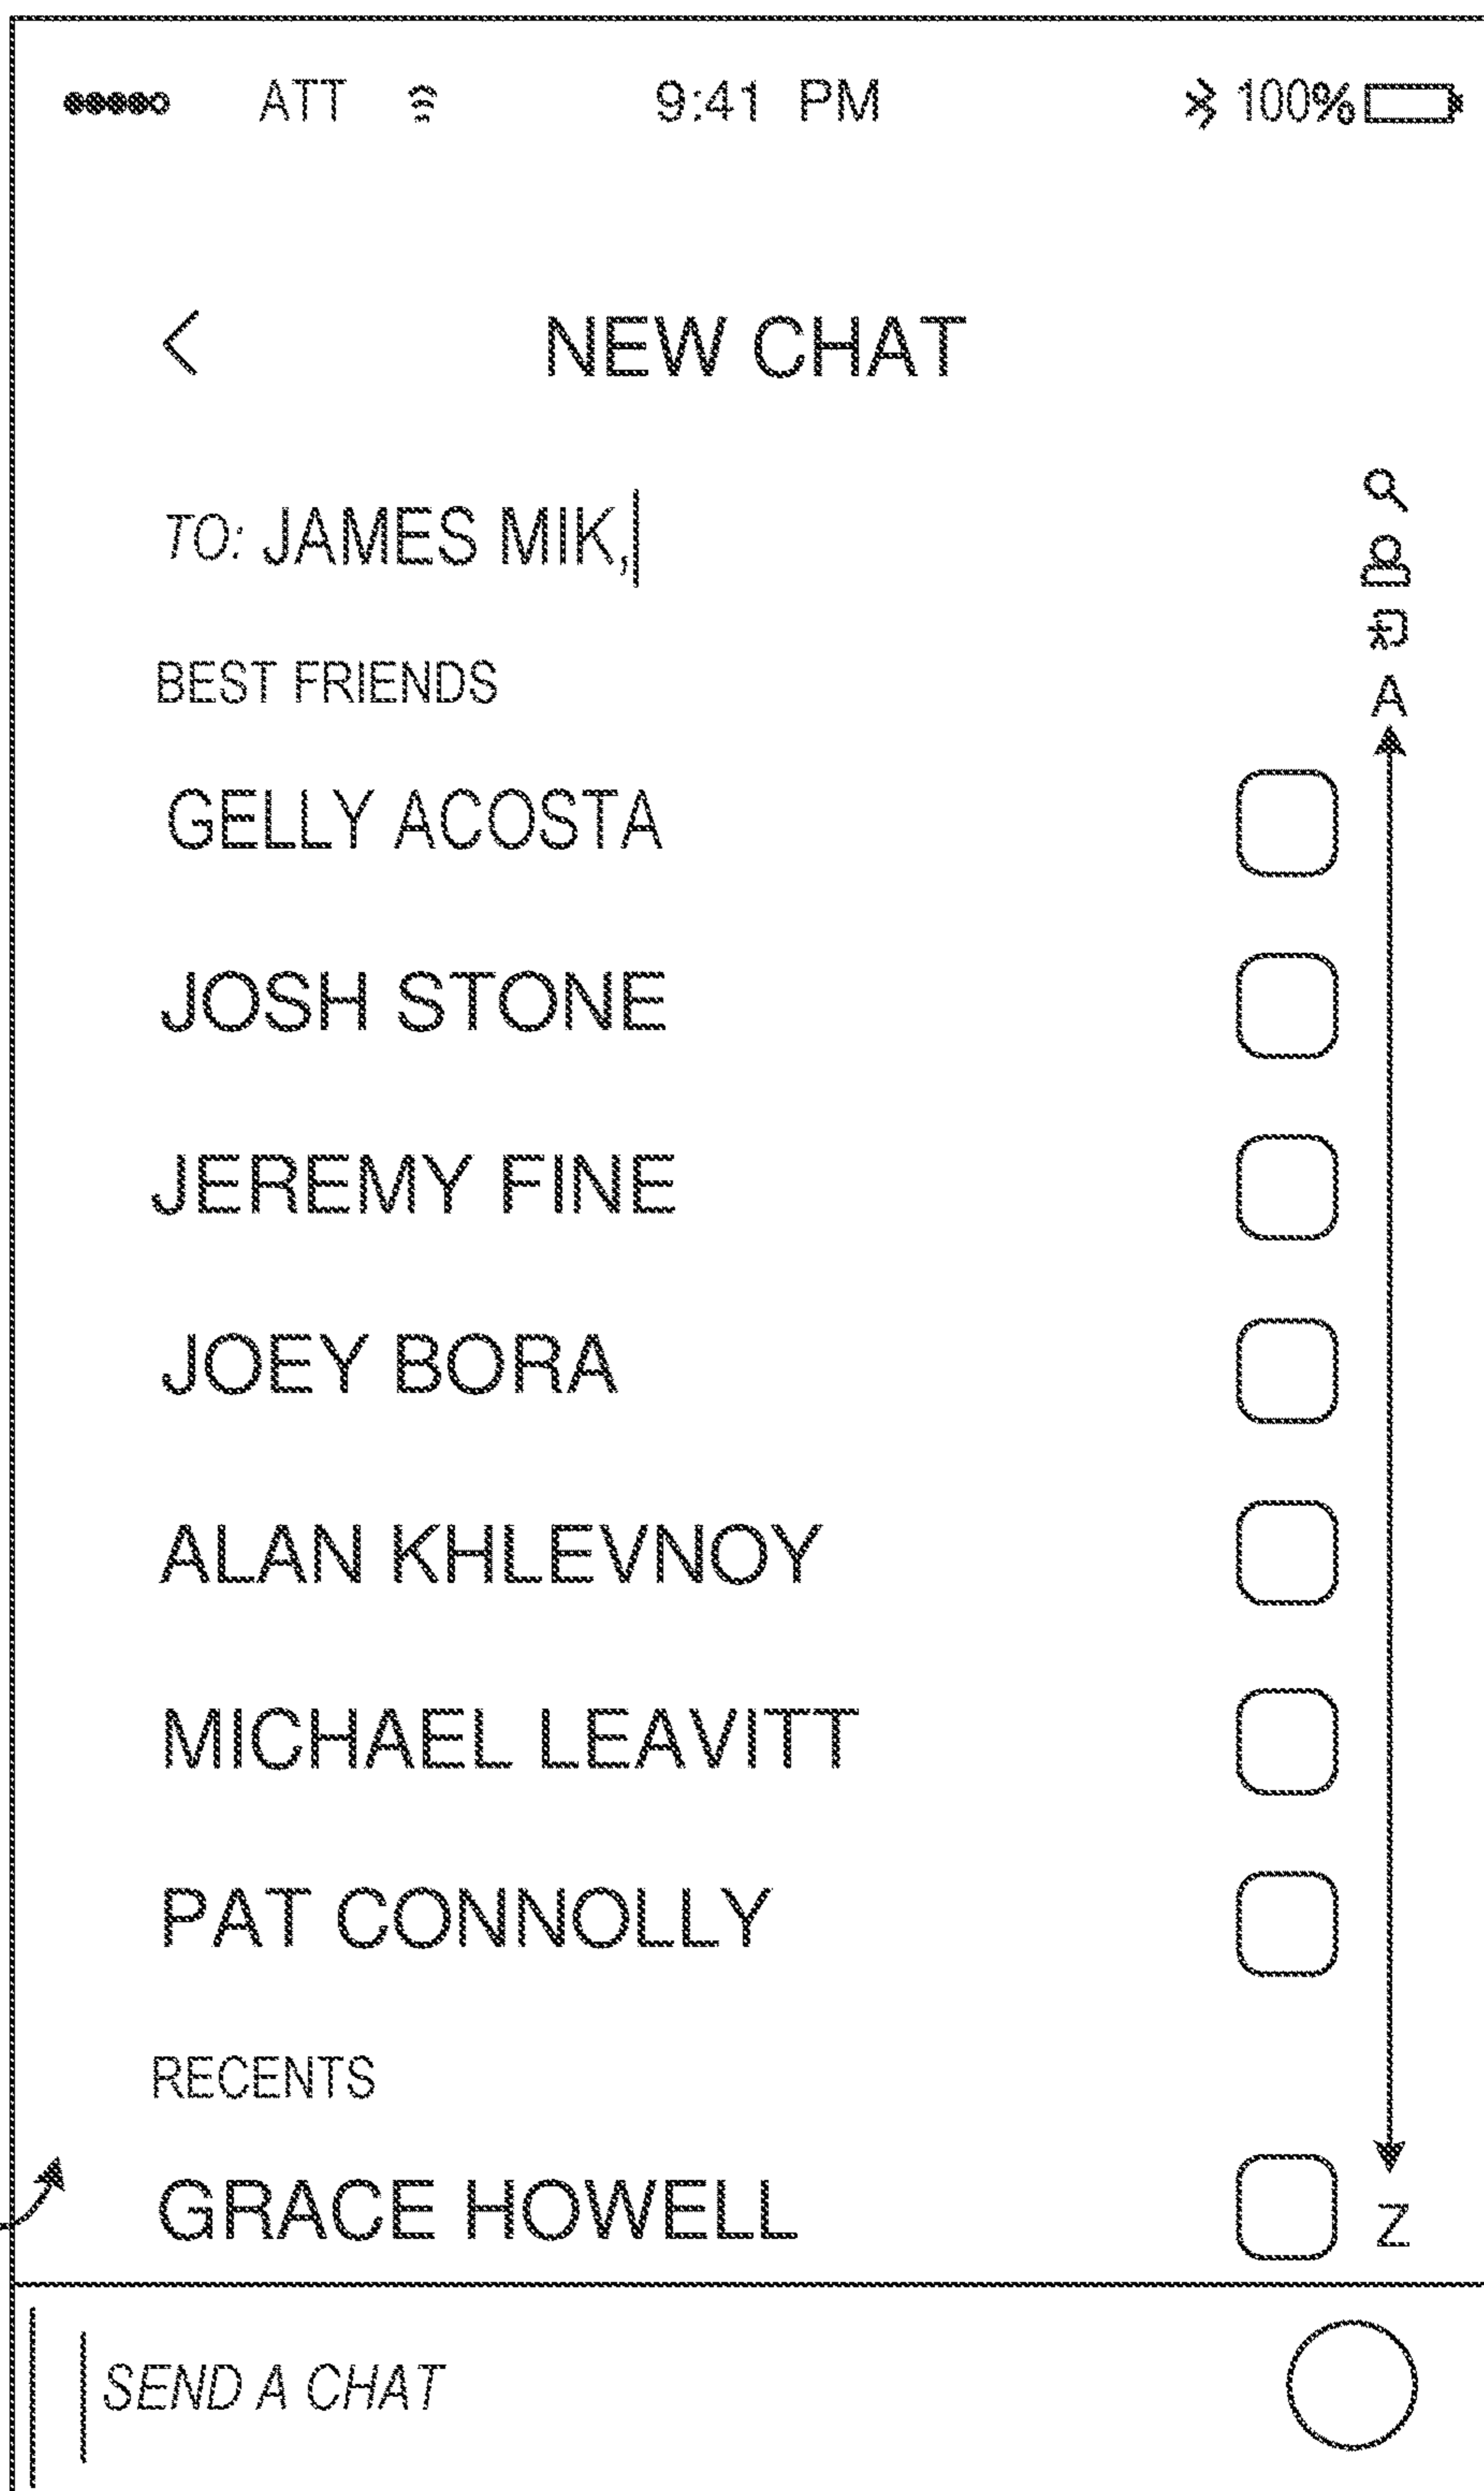 ATT 9:41 PM 100%
< NEW CHAT
TO: JAMES MIK,
BEST FRIENDS
A
GELLY ACOSTA
JOSH STONE
JEREMY FINE
JOEY BORA
ALAN KHLEVNOY
MICHAEL LEAVITT
PAT CONNOLLY
RECENTS
GRACE HOWELL
Z
SEND A CHAT